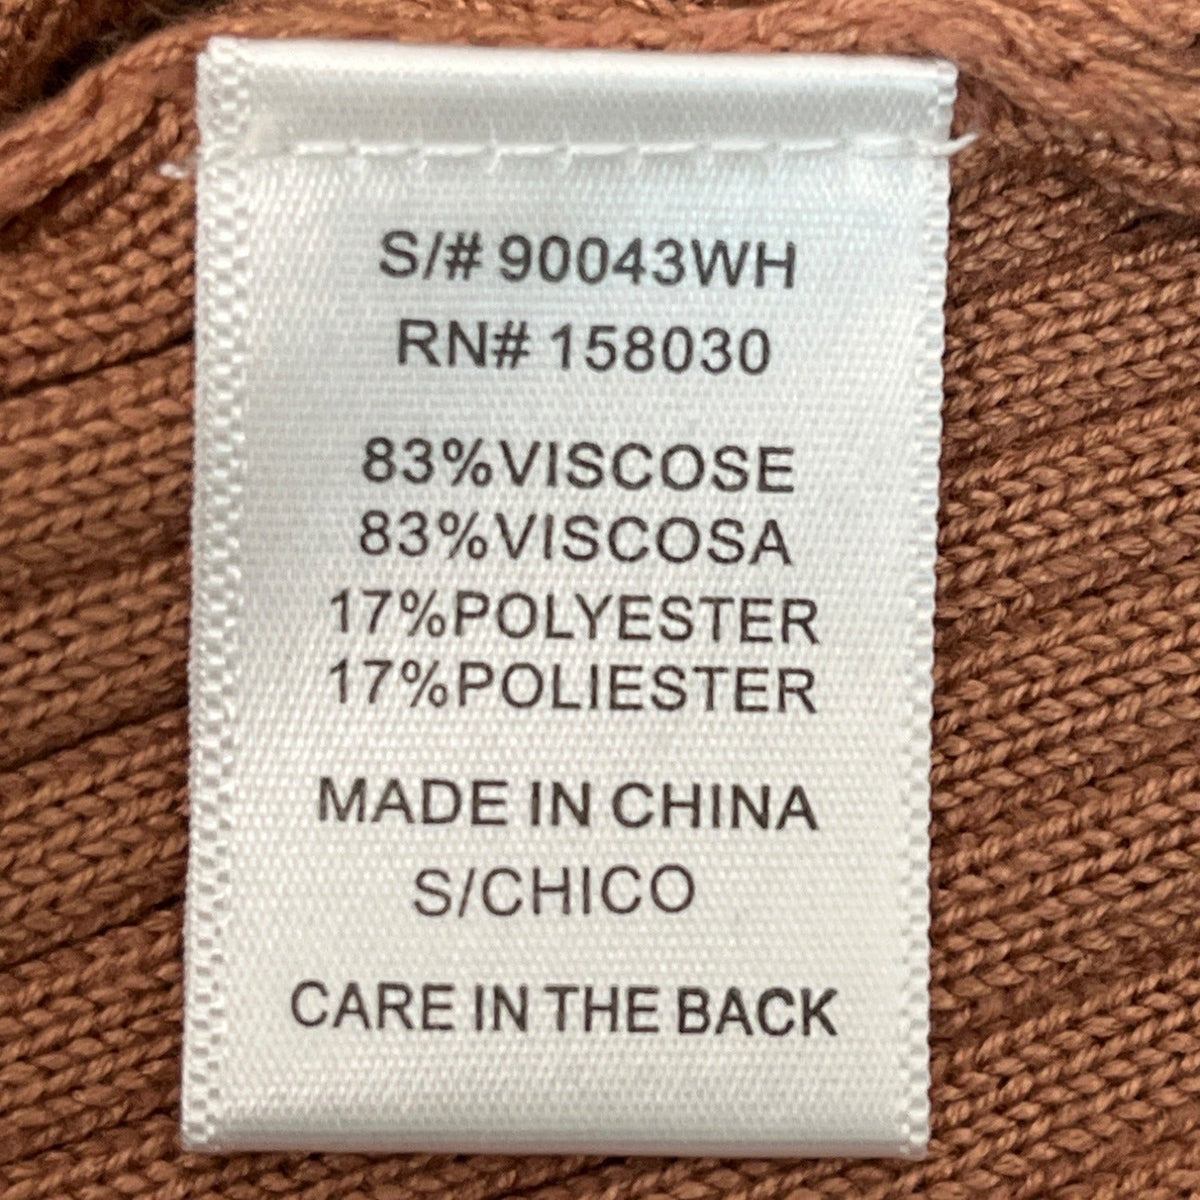 S/# 90043WH
RN# 158030
83%VISCOSE
83%VISCOSA
17%POLYESTER
17%POLIESTER
MADE IN CHINA
S/CHICO
CARE IN THE BACK